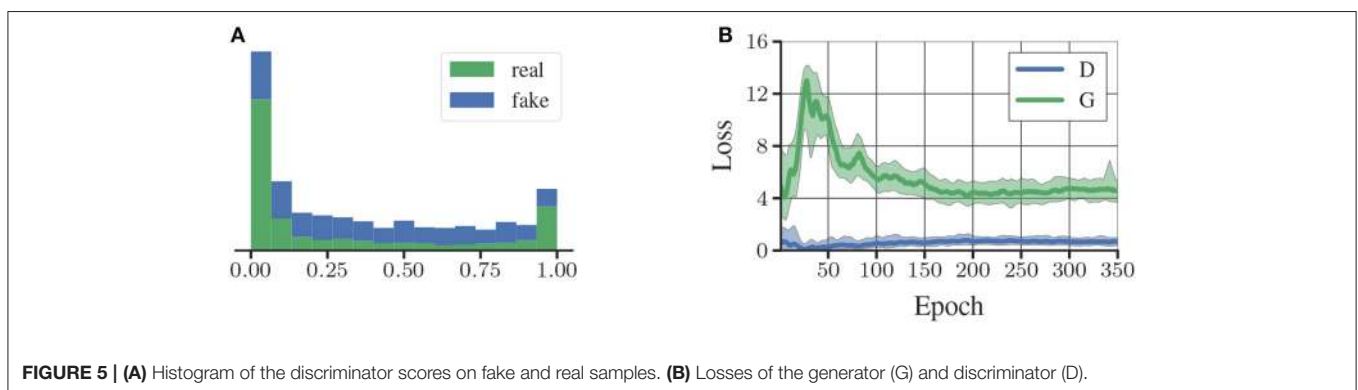 A
real
fake
0.00 0.25 0.50 0.75 1.00
B
16
12
8
4
0
Loss
D
G
50 100 150 200 250 300 350
Epoch
FIGURE 5 | (A) Histogram of the discriminator scores on fake and real samples. (B) Losses of the generator (G) and discriminator (D).